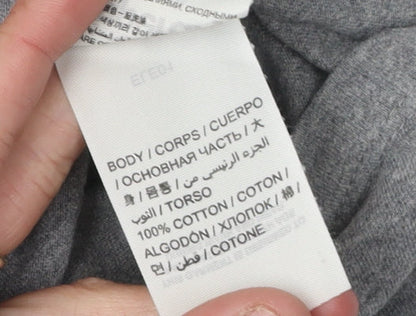 BODY / CORPS / CUERPO
/ ОСНОВНАЯ ЧАСТЬ / 大
身 / 몸통 / الجزء الرئيسي من
الثوب / TORSO
100% COTTON / COTON /
ALGODÓN / ХЛОПОК / 棉 /
면 / قطن / COTONE